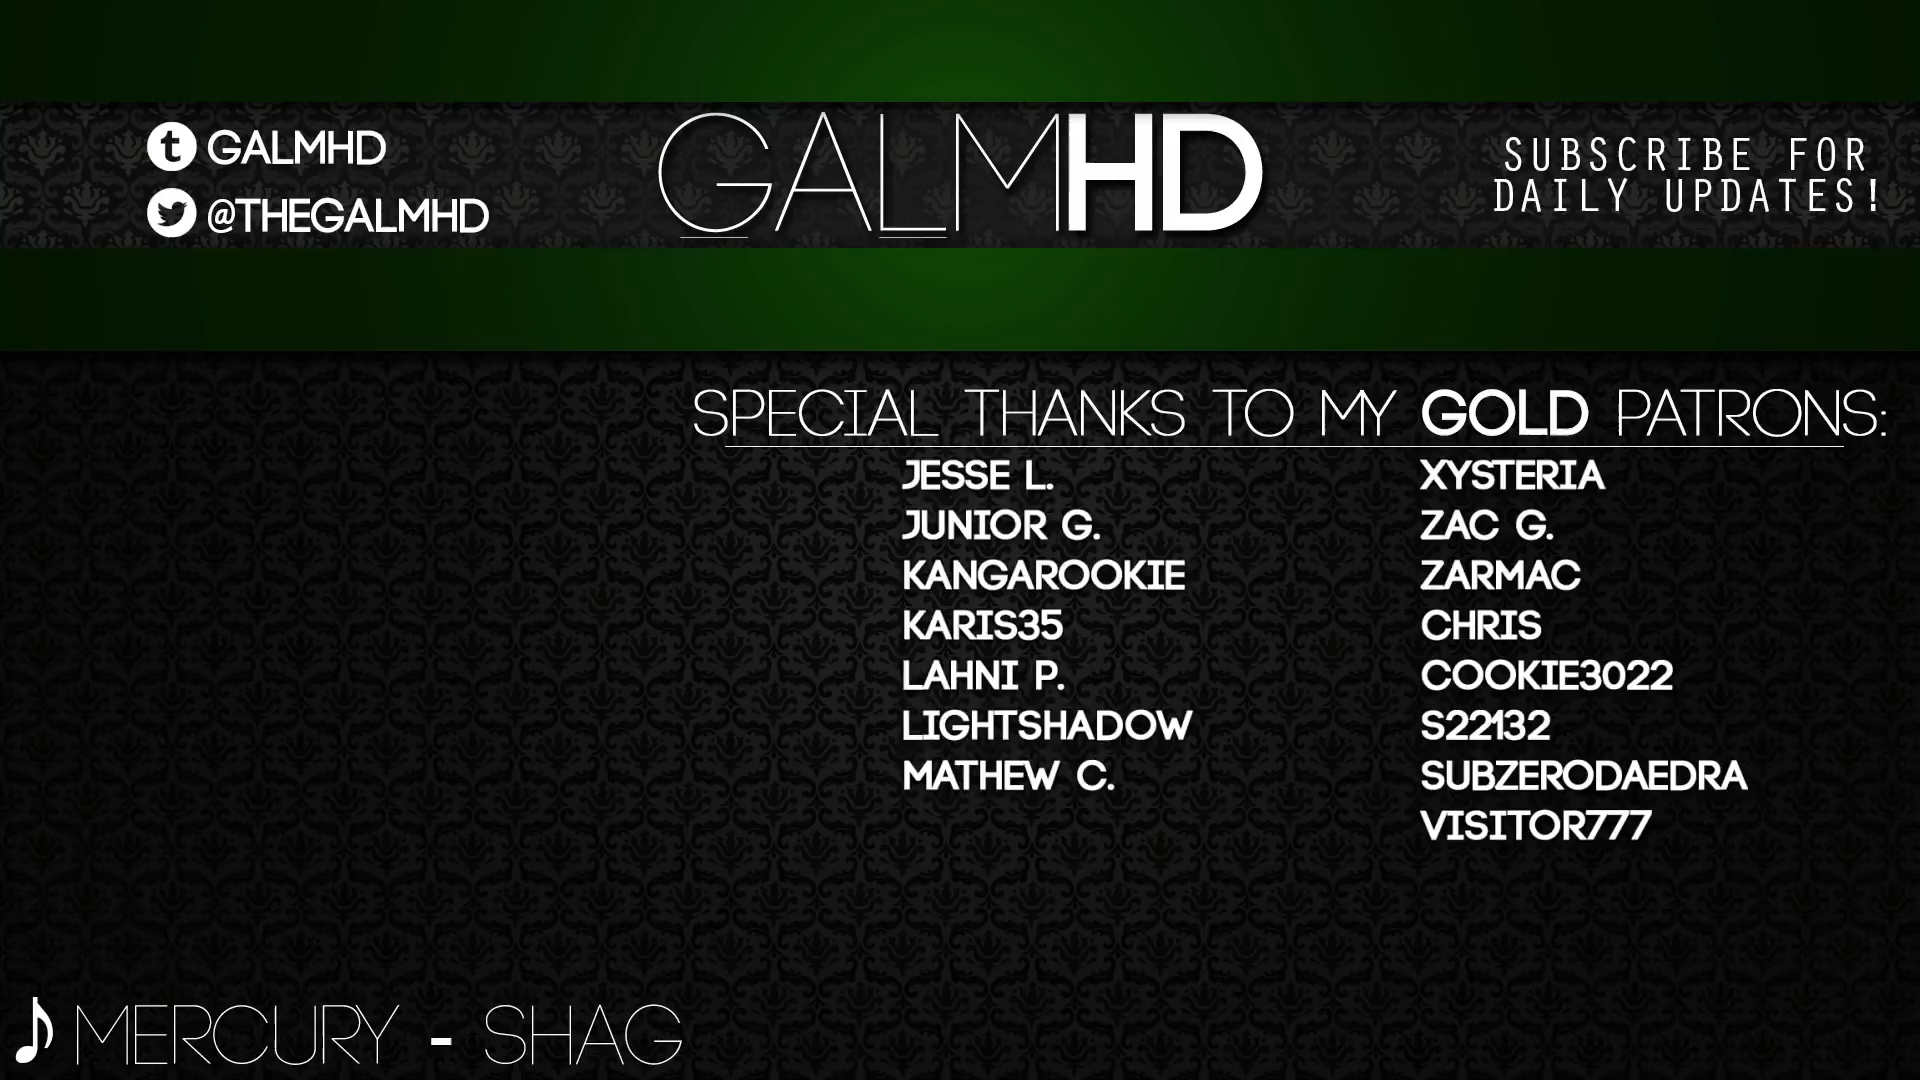 GALMHD
@THEGALMHD
GALMHD
SUBSCRIBE FOR
DAILY UPDATES!
SPECIAL THANKS TO MY GOLD PATRONS:
JESSE L.
JUNIOR G.
KANGAROOKIE
KARIS35
LAHNI P.
LIGHTSHADOW
MATHEW C.
XYSTERIA
ZAC G.
ZARMAC
CHRIS
COOKIE3022
S22132
SUBZERODAEDRA
VISITOR777
MERCURY - SHAG